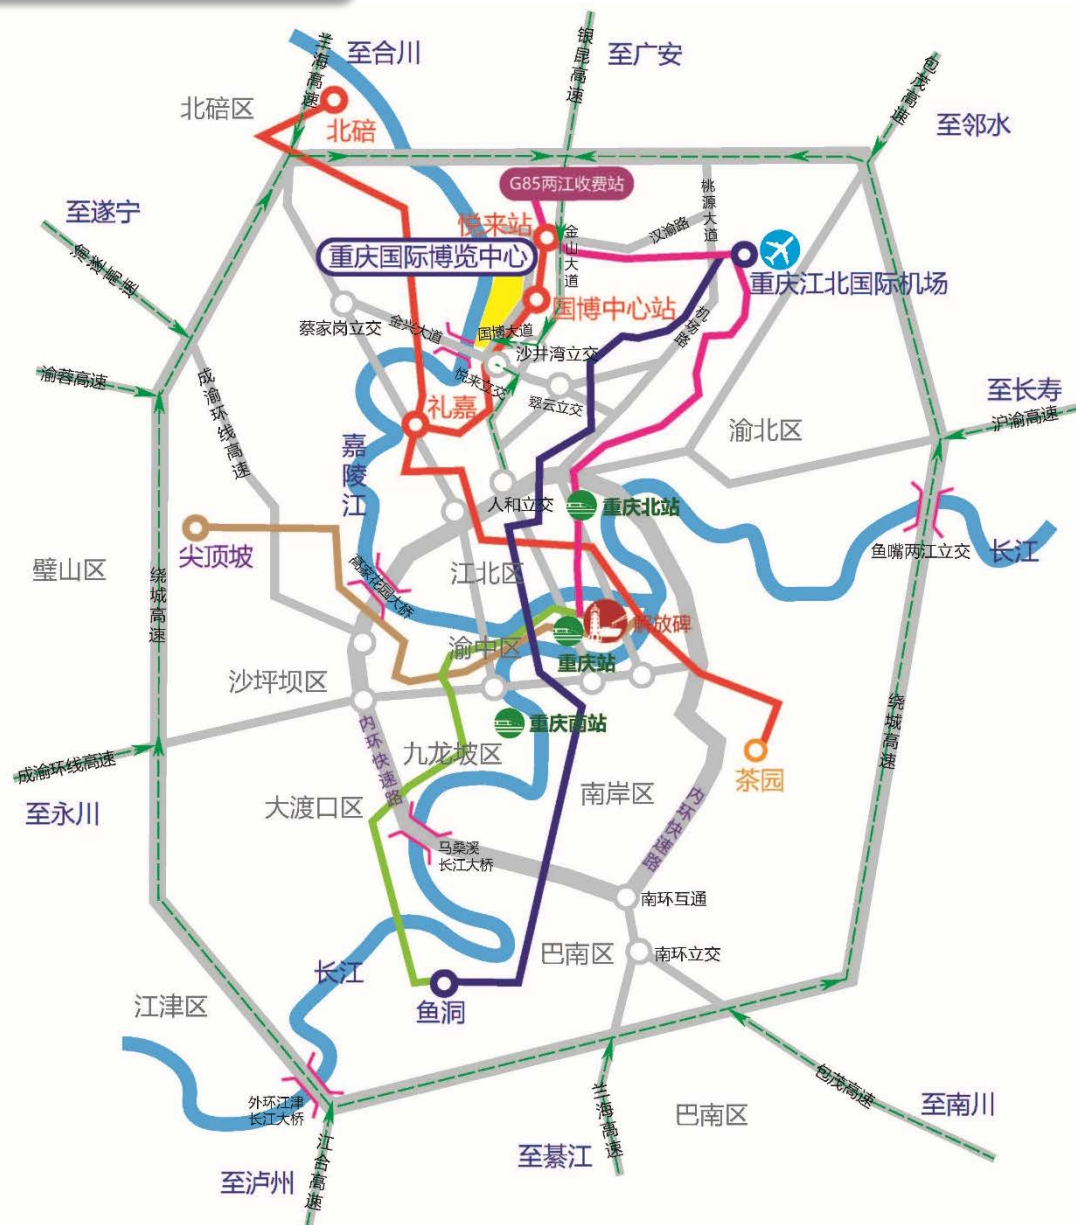 至合川
兰海高速
银昆高速
至广安
包茂高速
至邻水
北碚区
北碚
G85两江收费站
桃源大道
至遂宁
渝遂高速
悦来站
金山大道
汉渝路
重庆国际博览中心
重庆江北国际机场
国博中心站
蔡家岗立交
金兴大道
国博大道
机场路
沙井湾立交
悦来立交
翠云立交
渝蓉高速
成渝环线高速
礼嘉
至长寿
沪渝高速
渝北区
嘉陵江
人和立交
重庆北站
尖顶坡
鱼嘴两江立交
长江
璧山区
绕城高速
高家花园大桥
江北区
解放碑
渝中区
重庆站
沙坪坝区
重庆南站
内环快速路
绕城高速
成渝环线高速
九龙坡区
茶园
至永川
大渡口区
南岸区
内环快速路
马桑溪
长江大桥
南环互通
巴南区
南环立交
长江
江津区
鱼洞
外环江津
长江大桥
兰海高速
包茂高速
至南川
巴南区
至綦江
江合高速
至泸州